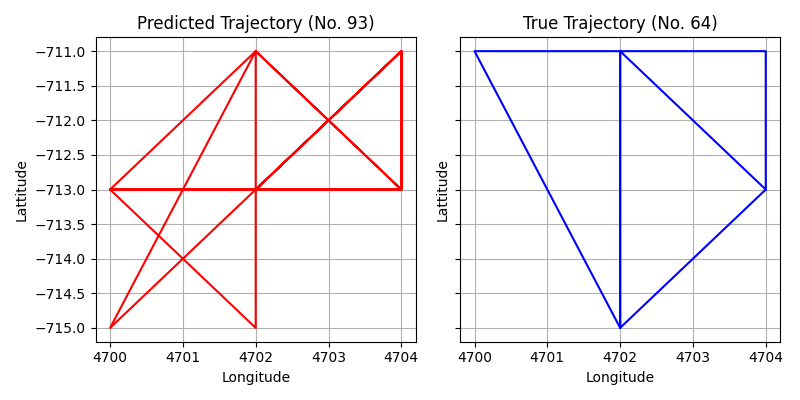 Predicted Trajectory (No. 93)
True Trajectory (No. 64)
−711.0
−711.5
−712.0
−712.5
−713.0
−713.5
−714.0
−714.5
−715.0
Lattitude
Lattitude
4700 4701 4702 4703 4704
4700 4701 4702 4703 4704
Longitude
Longitude